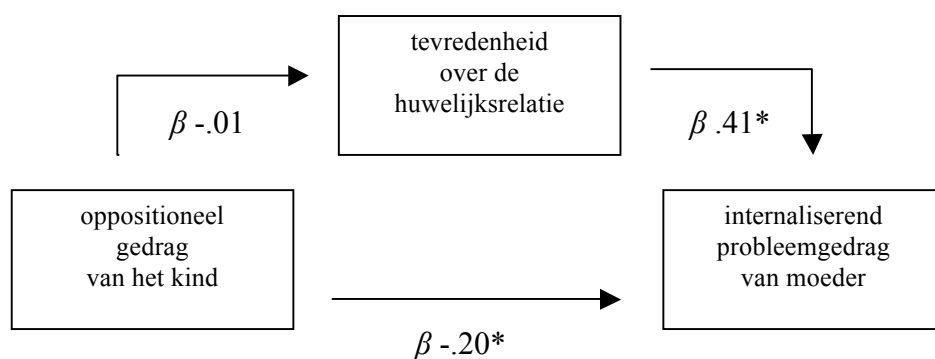 tevredenheid
over de
huwelijksrelatie
β -.01
β .41*
oppositioneel
gedrag
van het kind
internaliserend
probleemgedrag
van moeder
β -.20*